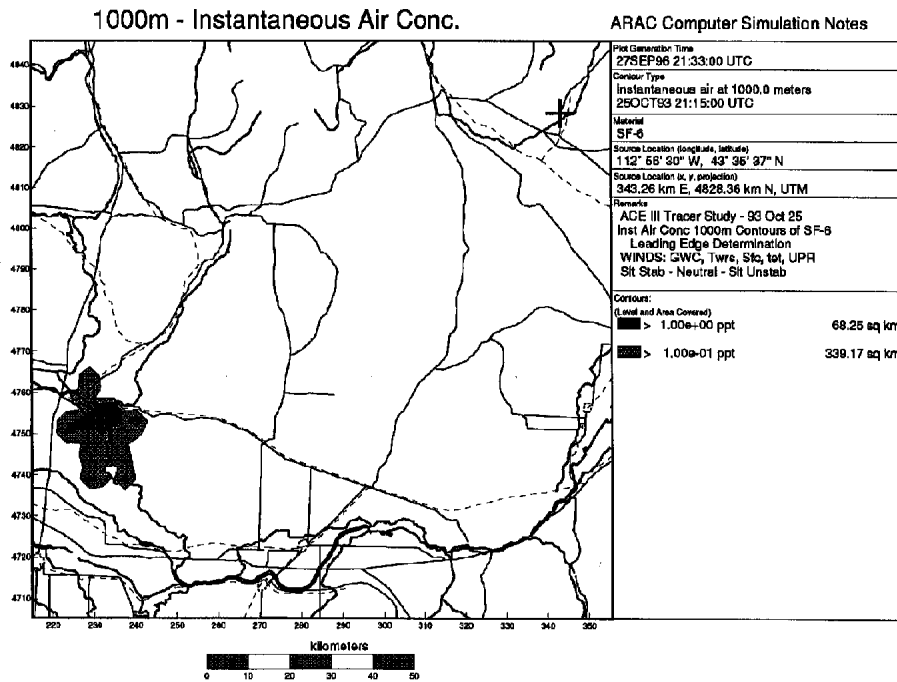 1000m - Instantaneous Air Conc.
ARAC Computer Simulation Notes
Plot Generation Time
27SEP96 21:33:00 UTC
Contour Type
Instantaneous air at 1000.0 meters
25OCT93 21:15:00 UTC
Material
SF-6
Source Location (longitude, latitude)
112° 56' 30" W, 43° 35' 37" N
Source Location (x, y, projection)
343.26 km E, 4828.36 km N, UTM
Remarks
ACE III Tracer Study - 93 Oct 25
Inst Air Conc 1000m Contours of SF-6
Leading Edge Determination
WINDS: GWC, Twrs, Sfc, tet, UPR
Slt Stab - Neutral - Slt Unstab
Contours:
(Level and Area Covered)
> 1.00e+00 ppt 68.25 sq km
> 1.00e-01 ppt 339.17 sq km
4840
4830
4820
4810
4800
4790
4780
4770
4760
4750
4740
4730
4720
4710
220 230 240 250 260 270 280 290 300 310 320 330 340 350
kilometers
0 10 20 30 40 50